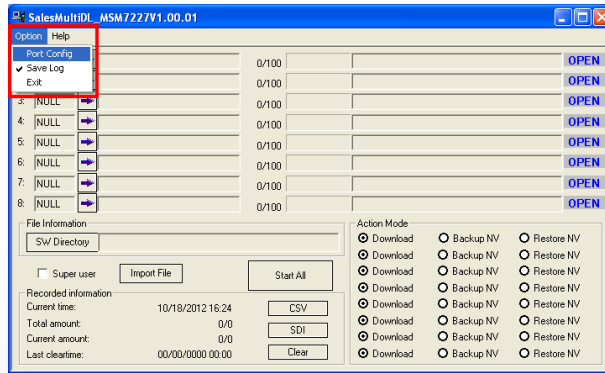 SalesMultiDL_MSM7227V1.00.01
Option Help
Port Config
Save Log
Exit
0/100 OPEN
0/100 OPEN
3: NULL 0/100 OPEN
4: NULL 0/100 OPEN
5: NULL 0/100 OPEN
6: NULL 0/100 OPEN
7: NULL 0/100 OPEN
8: NULL 0/100 OPEN
File Information
SW Directory
Super user Import File Start All
Recorded information
Current time: 10/18/2012 16:24 CSV
Total amount: 0/0
SDI
Current amount: 0/0
Last cleartime: 00/00/0000 00:00 Clear
Action Mode
Download Backup NV Restore NV
Download Backup NV Restore NV
Download Backup NV Restore NV
Download Backup NV Restore NV
Download Backup NV Restore NV
Download Backup NV Restore NV
Download Backup NV Restore NV
Download Backup NV Restore NV